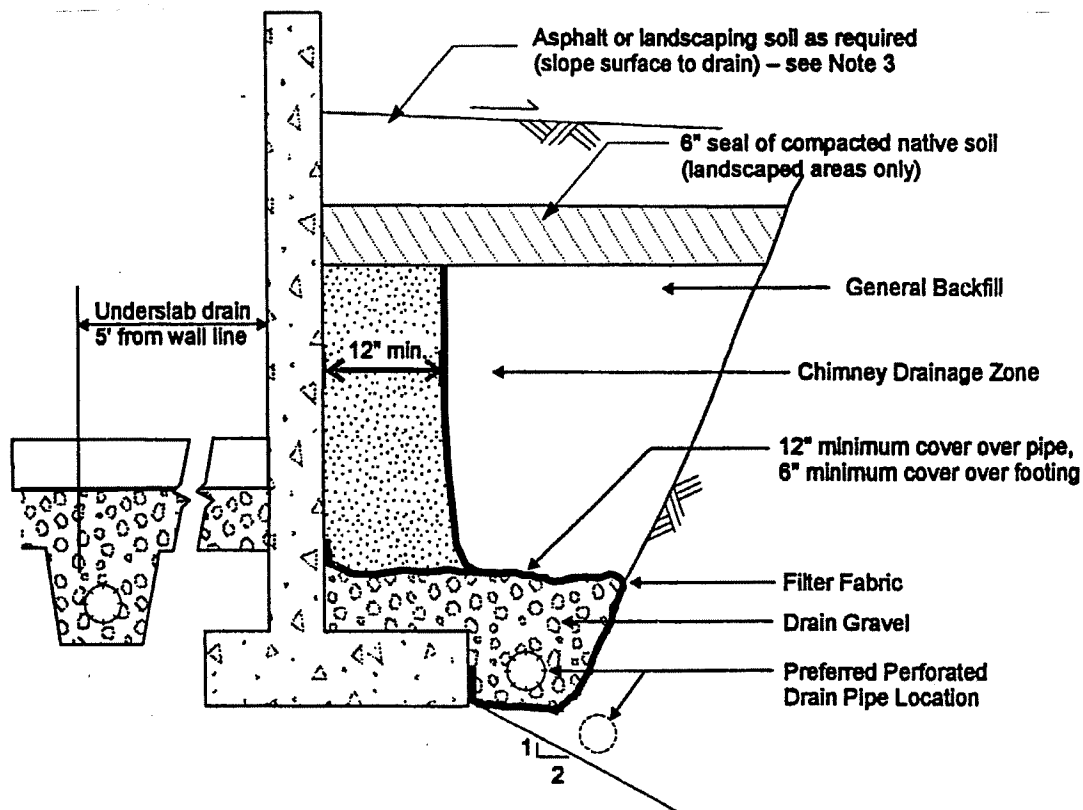 Asphalt or landscaping soil as required
(slope surface to drain) – see Note 3
6" seal of compacted native soil
(landscaped areas only)
General Backfill
Underslab drain
5' from wall line
12" min.
Chimney Drainage Zone
12" minimum cover over pipe,
6" minimum cover over footing
Filter Fabric
Drain Gravel
Preferred Perforated
Drain Pipe Location
1
2